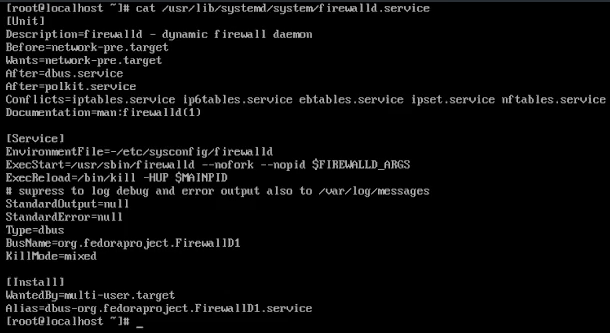 [root@localhost ~]# cat /usr/lib/systemd/system/firewalld.service
[Unit]
Description=firewalld - dynamic firewall daemon
Before=network-pre.target
Wants=network-pre.target
After=dbus.service
After=polkit.service
Conflicts=iptables.service ip6tables.service ebtables.service ipset.service nftables.service
Documentation=man:firewalld(1)

[Service]
EnvironmentFile=-/etc/sysconfig/firewalld
ExecStart=/usr/sbin/firewalld --nofork --nopid $FIREWALLD_ARGS
ExecReload=/bin/kill -HUP $MAINPID
# supress to log debug and error output also to /var/log/messages
StandardOutput=null
StandardError=null
Type=dbus
BusName=org.fedoraproject.FirewallD1
KillMode=mixed

[Install]
WantedBy=multi-user.target
Alias=dbus-org.fedoraproject.FirewallD1.service
[root@localhost ~]# _